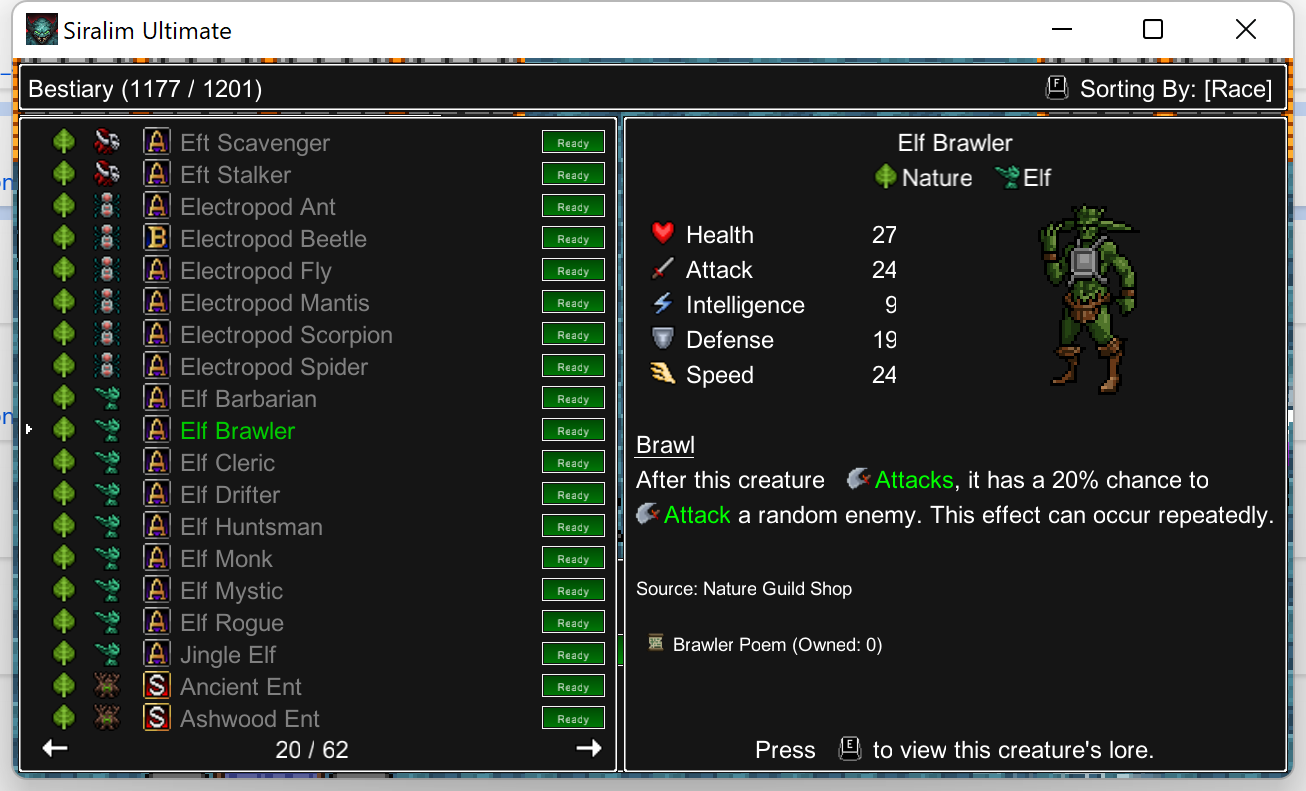 Siralim Ultimate
Bestiary (1177 / 1201)
F Sorting By: [Race]
A Eft Scavenger Ready
A Eft Stalker Ready
A Electropod Ant Ready
B Electropod Beetle Ready
A Electropod Fly Ready
A Electropod Mantis Ready
A Electropod Scorpion Ready
A Electropod Spider Ready
A Elf Barbarian Ready
A Elf Brawler Ready
A Elf Cleric Ready
A Elf Drifter Ready
A Elf Huntsman Ready
A Elf Monk Ready
A Elf Mystic Ready
A Elf Rogue Ready
A Jingle Elf Ready
S Ancient Ent Ready
S Ashwood Ent Ready
20 / 62
Elf Brawler
Nature Elf
Health 27
Attack 24
Intelligence 9
Defense 19
Speed 24
Brawl
After this creature Attacks, it has a 20% chance to
Attack a random enemy. This effect can occur repeatedly.
Source: Nature Guild Shop
Brawler Poem (Owned: 0)
Press E to view this creature's lore.